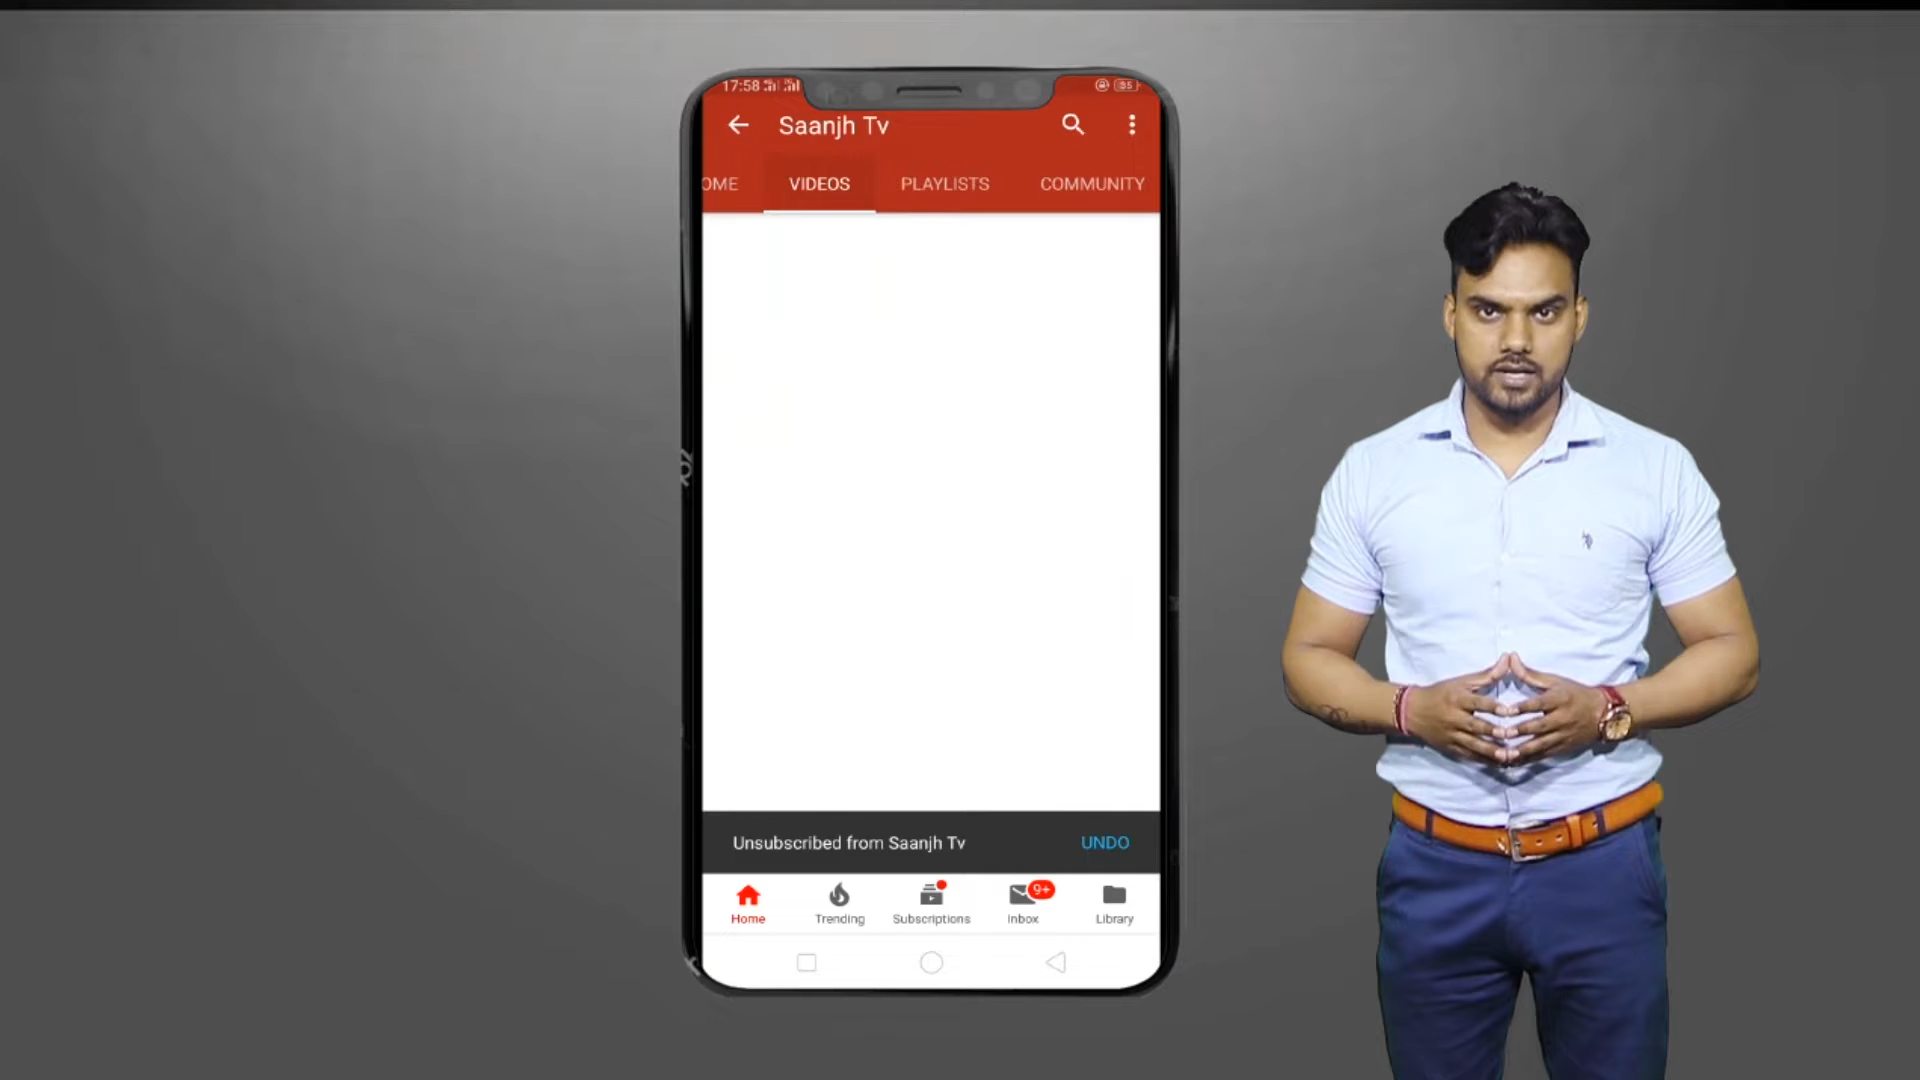 17:58
Saanjh Tv
OME VIDEOS PLAYLISTS COMMUNITY
Unsubscribed from Saanjh Tv UNDO
9+
Home Trending Subscriptions Inbox Library